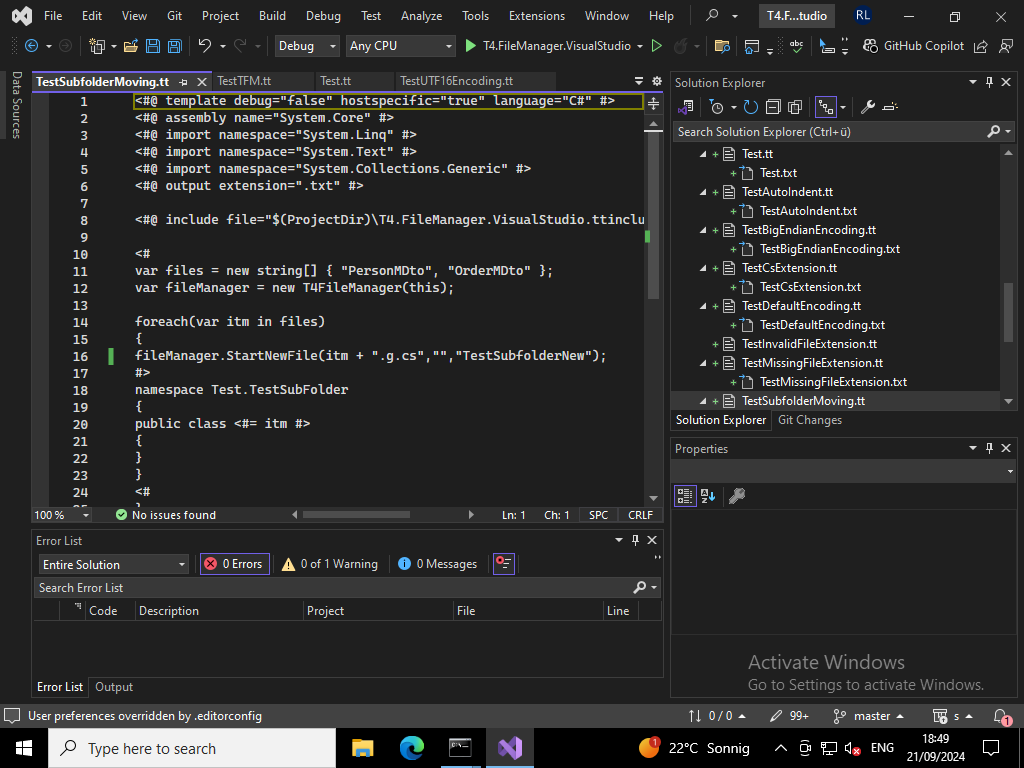 File Edit View Git Project Build Debug Test Analyze Tools Extensions Window Help T4.F...tudio RL
Debug Any CPU T4.FileManager.VisualStudio GitHub Copilot
Data Sources
TestSubfolderMoving.tt TestTFM.tt Test.tt TestUTF16Encoding.tt
1 <#@ template debug="false" hostspecific="true" language="C#" #>
2 <#@ assembly name="System.Core" #>
3 <#@ import namespace="System.Linq" #>
4 <#@ import namespace="System.Text" #>
5 <#@ import namespace="System.Collections.Generic" #>
6 <#@ output extension=".txt" #>
7
8 <#@ include file="$(ProjectDir)\T4.FileManager.VisualStudio.ttinclu
9
10 <#
11 var files = new string[] { "PersonMDto", "OrderMDto" };
12 var fileManager = new T4FileManager(this);
13
14 foreach(var itm in files)
15 {
16 fileManager.StartNewFile(itm + ".g.cs","","TestSubfolderNew");
17 #>
18 namespace Test.TestSubFolder
19 {
20 public class <#= itm #>
21 {
22 }
23 }
24 <#
100 % No issues found Ln: 1 Ch: 1 SPC CRLF
Solution Explorer
Search Solution Explorer (Ctrl+ü)
Test.tt
Test.txt
TestAutoIndent.tt
TestAutoIndent.txt
TestBigEndianEncoding.tt
TestBigEndianEncoding.txt
TestCsExtension.tt
TestCsExtension.txt
TestDefaultEncoding.tt
TestDefaultEncoding.txt
TestInvalidFileExtension.tt
TestMissingFileExtension.tt
TestMissingFileExtension.txt
TestSubfolderMoving.tt
Solution Explorer Git Changes
Properties
Error List
Entire Solution 0 Errors 0 of 1 Warning 0 Messages
Search Error List
Code Description Project File Line
Error List Output
Activate Windows
Go to Settings to activate Windows.
User preferences overridden by .editorconfig 0 / 0 99+ master s 1
Type here to search 1 22°C Sonnig ENG 18:49
21/09/2024